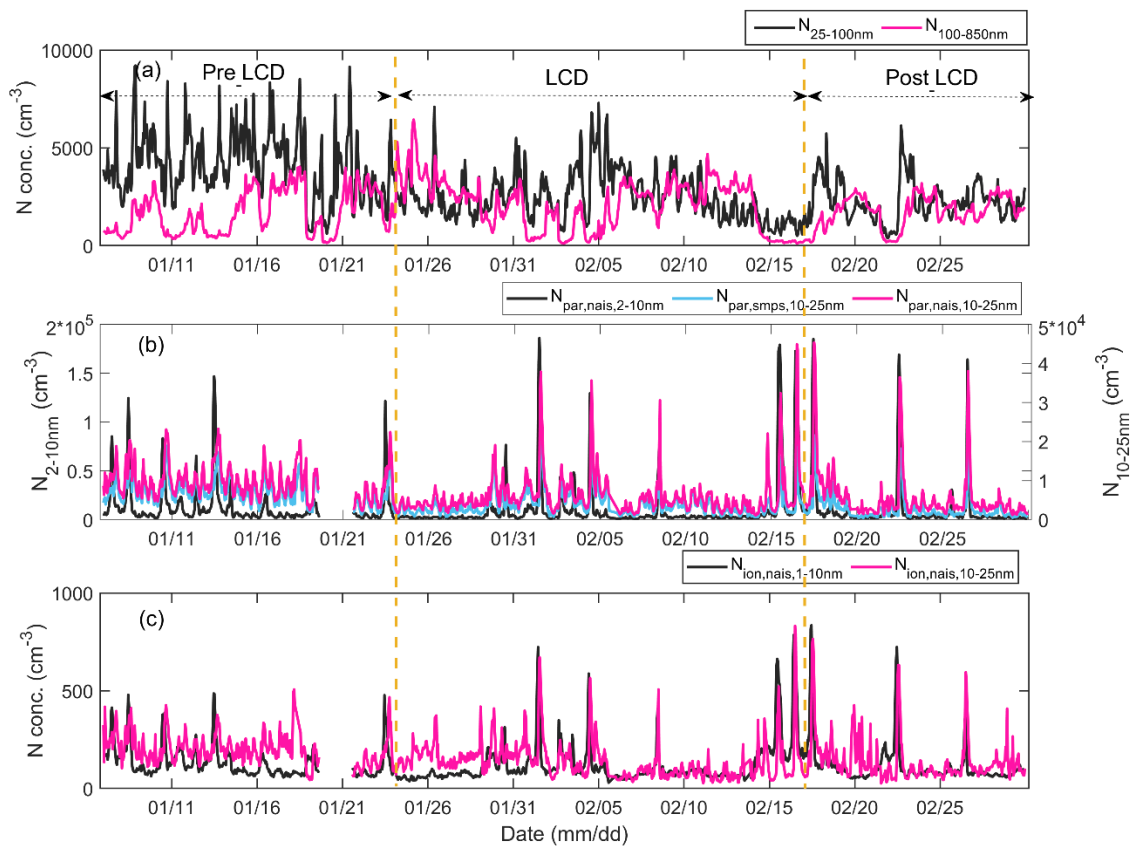 N25-100nm N100-850nm
(a) Pre_LCD LCD Post_LCD
N conc. (cm-3)
10000
5000
0
01/11 01/16 01/21 01/26 01/31 02/05 02/10 02/15 02/20 02/25
Npar,nais,2-10nm Npar,smps,10-25nm Npar,nais,10-25nm
(b)
N2-10nm (cm-3)
2*10^5
1.5
1
0.5
0
5*10^4
4
3
2
1
0
N10-25nm (cm-3)
01/11 01/16 01/21 01/26 01/31 02/05 02/10 02/15 02/20 02/25
Nion,nais,1-10nm Nion,nais,10-25nm
(c)
N conc. (cm-3)
1000
500
0
01/11 01/16 01/21 01/26 01/31 02/05 02/10 02/15 02/20 02/25
Date (mm/dd)